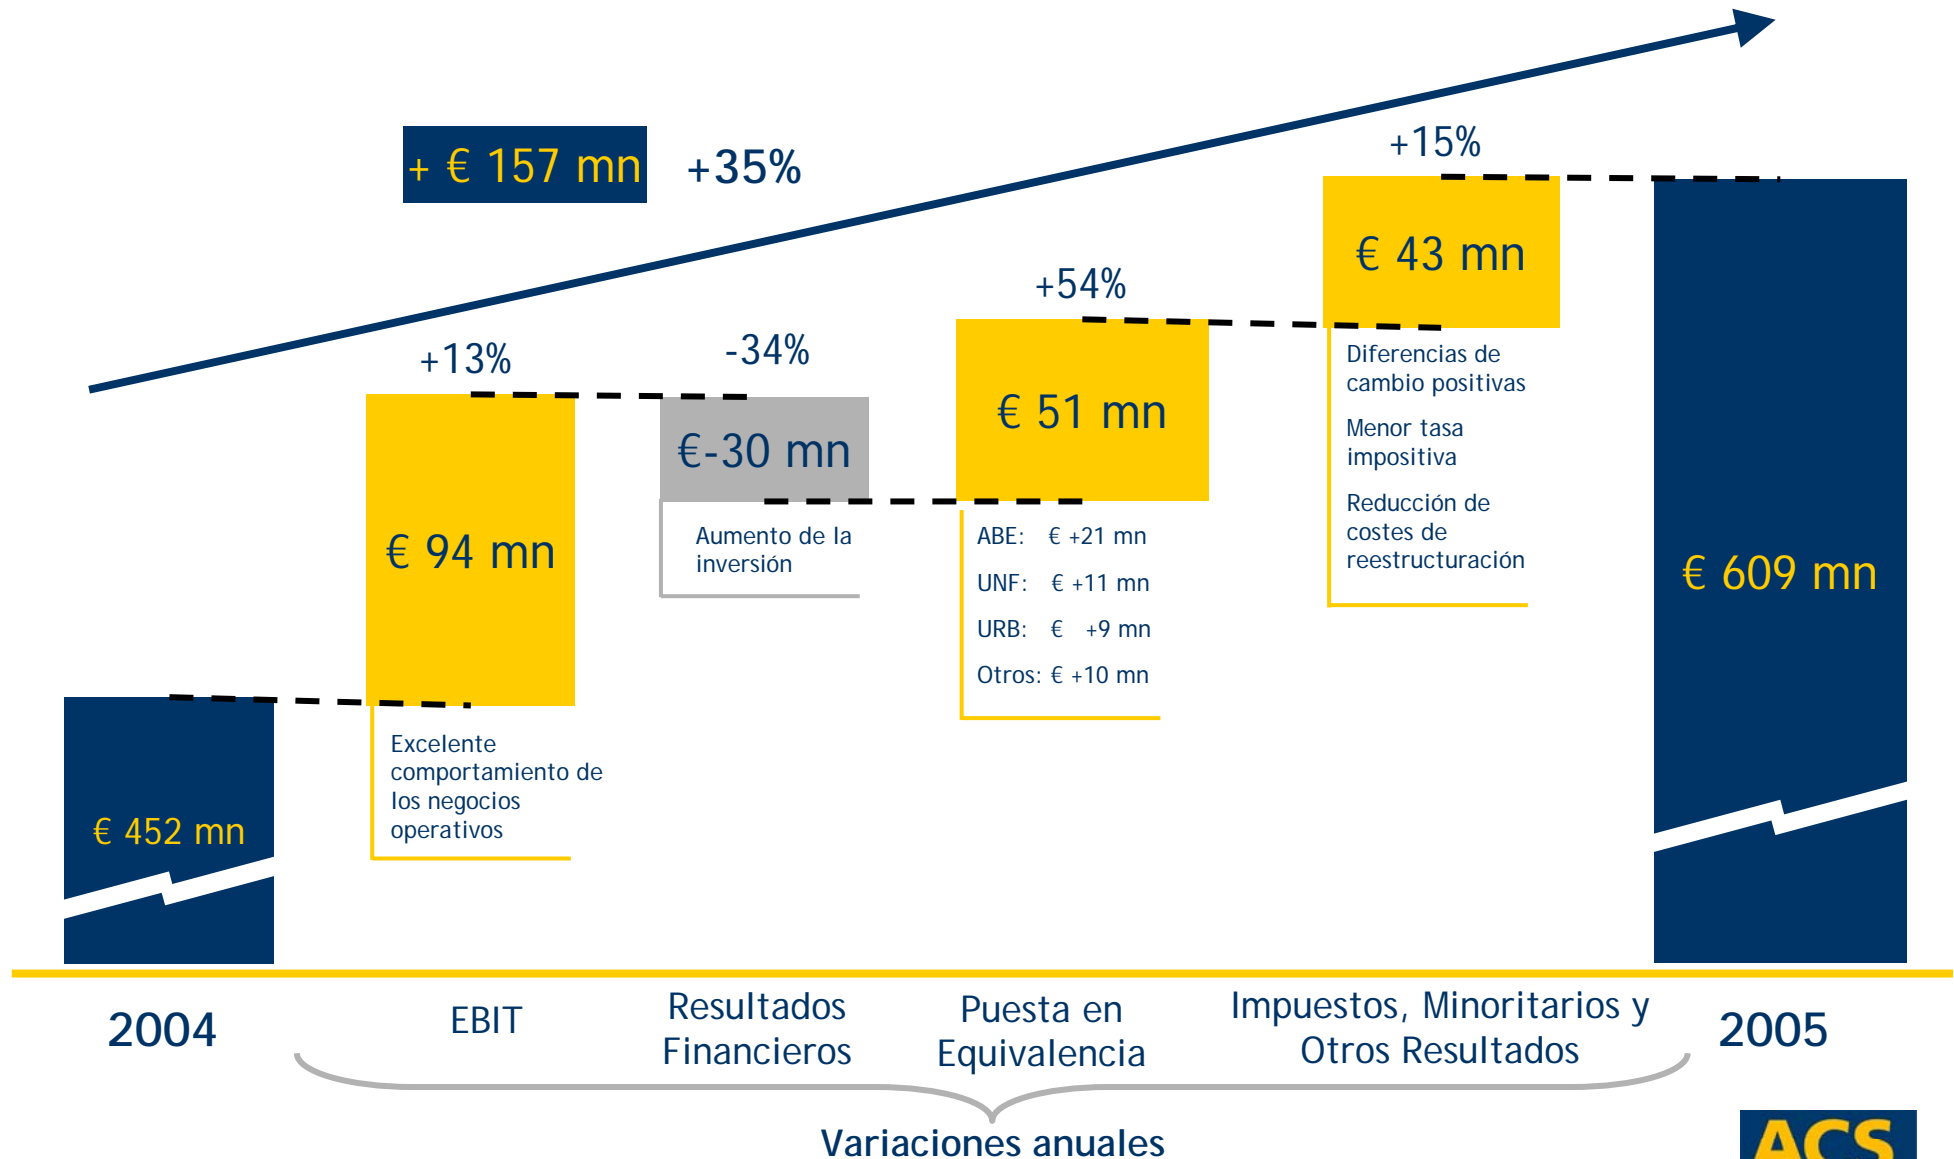 + € 157 mn
+35%
+15%
€ 43 mn
+54%
+13%
-34%
€ 51 mn
€-30 mn
€ 94 mn
Diferencias de
cambio positivas
Menor tasa
impositiva
Reducción de
costes de
reestructuración
Aumento de la
inversión
ABE: € +21 mn
UNF: € +11 mn
URB: € +9 mn
Otros: € +10 mn
€ 609 mn
Excelente
comportamiento de
los negocios
operativos
€ 452 mn
2004
EBIT
Resultados
Financieros
Puesta en
Equivalencia
Impuestos, Minoritarios y
Otros Resultados
2005
Variaciones anuales
ACS